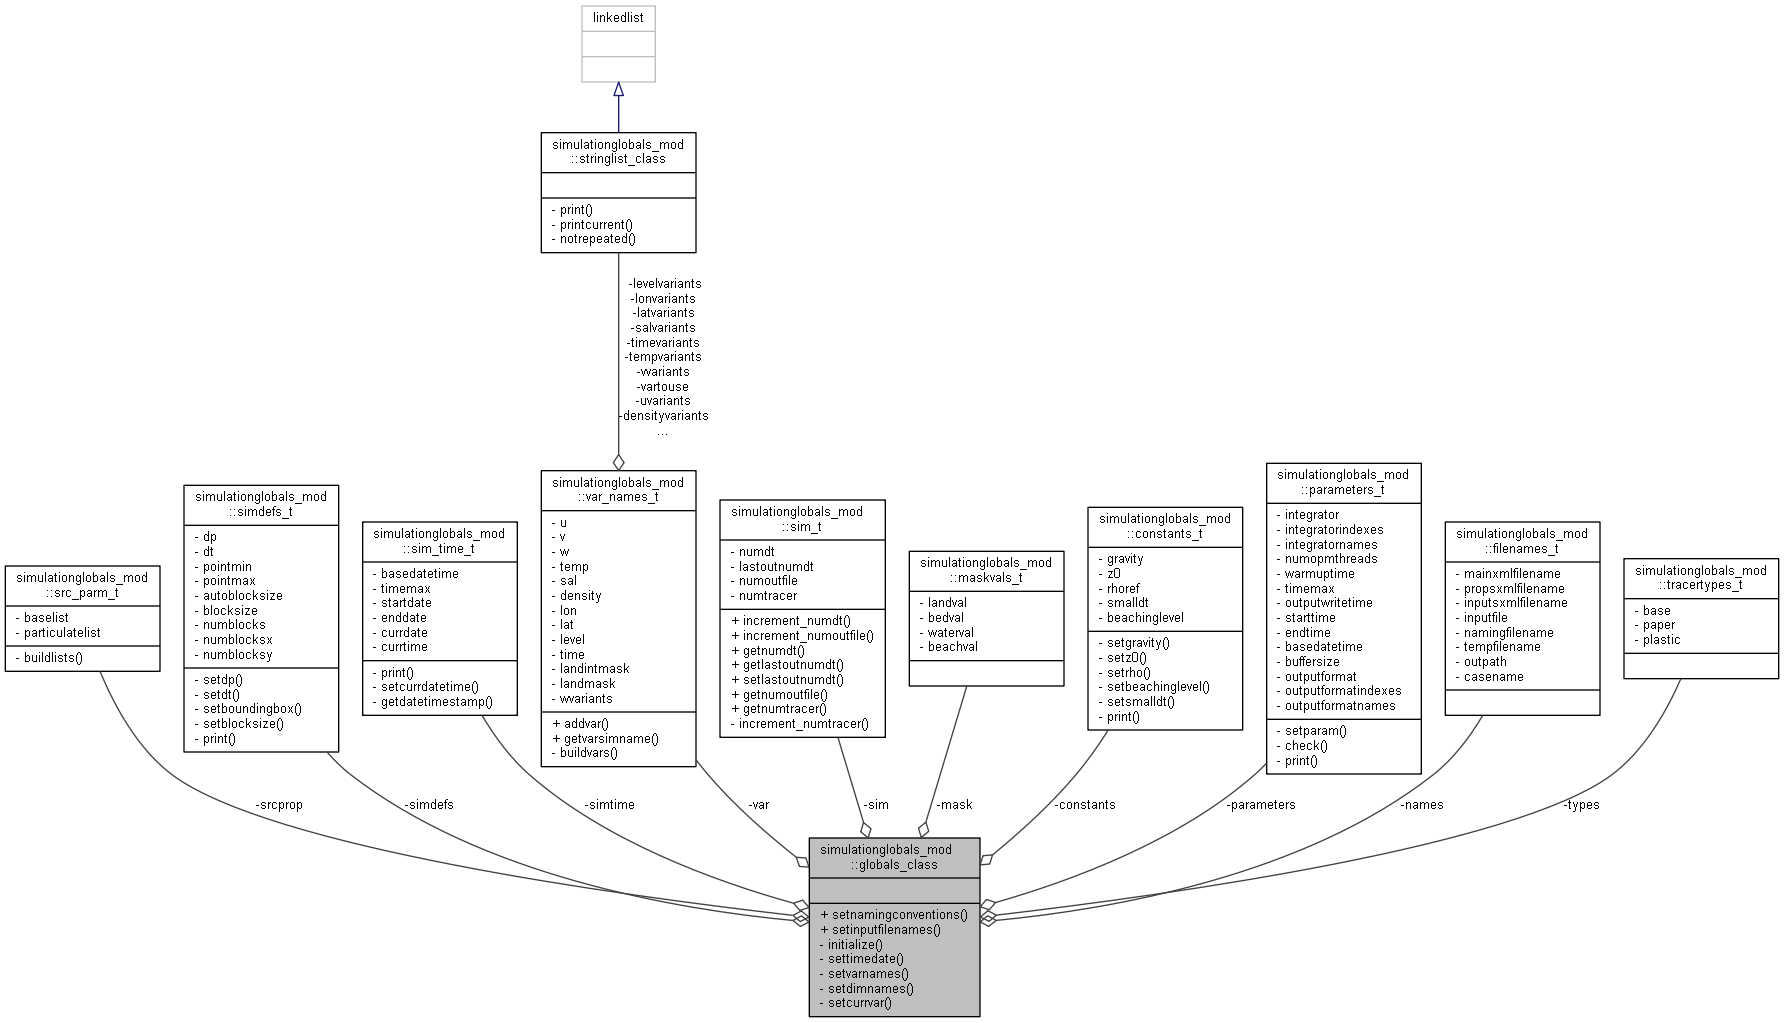 linkedlist
simulationglobals_mod
::stringlist_class
- print()
- printcurrent()
- notrepeated()
-levelvariants
-lonvariants
-latvariants
-salvariants
-timevariants
-tempvariants
-vvariants
-vartouse
-uvariants
-densityvariants
...
simulationglobals_mod
::src_parm_t
- baselist
- particulatelist
- buildlists()
simulationglobals_mod
::simdefs_t
- dp
- dt
- pointmin
- pointmax
- autoblocksize
- blocksize
- numblocks
- numblocksx
- numblocksy
- setdp()
- setdt()
- setboundingbox()
- setblocksize()
- print()
simulationglobals_mod
::sim_time_t
- basedatetime
- timemax
- startdate
- enddate
- currdate
- currtime
- print()
- setcurrdatetime()
- getdatetimestamp()
simulationglobals_mod
::var_names_t
- u
- v
- w
- temp
- sal
- density
- lon
- lat
- level
- time
- landintmask
- landmask
- wvariants
+ addvar()
+ getvarsimname()
- buildvars()
simulationglobals_mod
::sim_t
- numdt
- lastoutnumdt
- numoutfile
- numtracer
+ increment_numdt()
+ increment_numoutfile()
+ getnumdt()
+ getlastoutnumdt()
+ setlastoutnumdt()
+ getnumoutfile()
+ getnumtracer()
- increment_numtracer()
simulationglobals_mod
::maskvals_t
- landval
- bedval
- waterval
- beachval
simulationglobals_mod
::constants_t
- gravity
- z0
- rhoref
- smalldt
- beachinglevel
- setgravity()
- setz0()
- setrho()
- setbeachinglevel()
- setsmalldt()
- print()
simulationglobals_mod
::parameters_t
- integrator
- integratorindexes
- integratornames
- numopmthreads
- warmuptime
- timemax
- outputwritetime
- starttime
- endtime
- basedatetime
- buffersize
- outputformat
- outputformatindexes
- outputformatnames
- setparam()
- check()
- print()
simulationglobals_mod
::filenames_t
- mainxmlfilename
- propsxmlfilename
- inputsxmlfilename
- inputfile
- namingfilename
- tempfilename
- outpath
- casename
simulationglobals_mod
::tracertypes_t
- base
- paper
- plastic
-srcprop
-simdefs
-simtime
-var
-sim
-mask
-constants
-parameters
-names
-types
simulationglobals_mod
::globals_class
+ setnamingconventions()
+ setinputfilenames()
- initialize()
- settimedate()
- setvarnames()
- setdimnames()
- setcurrvar()